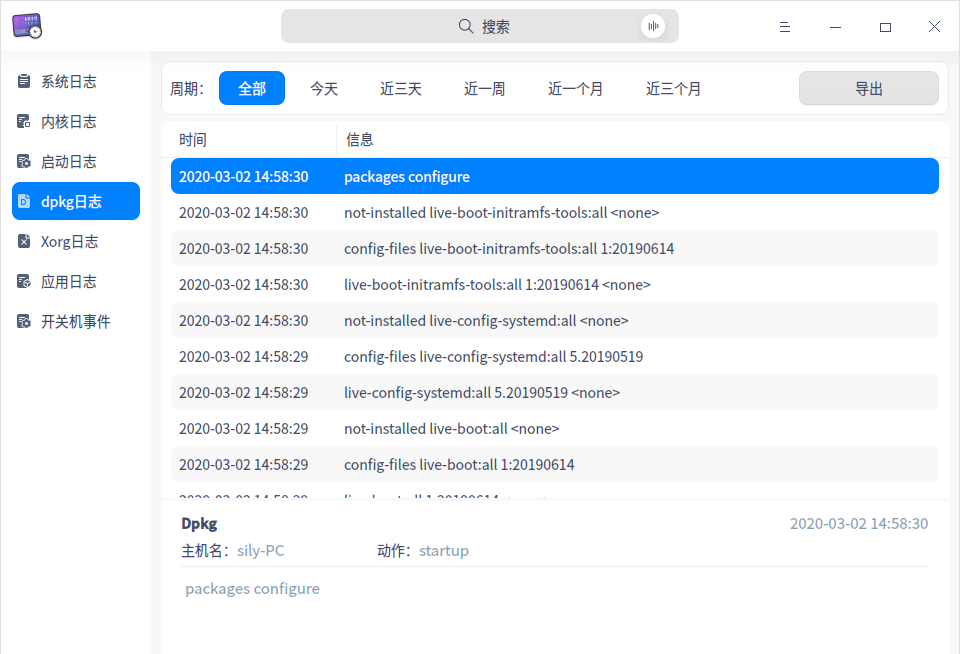 搜索
系统日志
内核日志
启动日志
dpkg日志
Xorg日志
应用日志
开关机事件
周期： 全部 今天 近三天 近一周 近一个月 近三个月 导出
时间 信息
2020-03-02 14:58:30 packages configure
2020-03-02 14:58:30 not-installed live-boot-initramfs-tools:all <none>
2020-03-02 14:58:30 config-files live-boot-initramfs-tools:all 1:20190614
2020-03-02 14:58:30 live-boot-initramfs-tools:all 1:20190614 <none>
2020-03-02 14:58:30 not-installed live-config-systemd:all <none>
2020-03-02 14:58:29 config-files live-config-systemd:all 5.20190519
2020-03-02 14:58:29 live-config-systemd:all 5.20190519 <none>
2020-03-02 14:58:29 not-installed live-boot:all <none>
2020-03-02 14:58:29 config-files live-boot:all 1:20190614
Dpkg 2020-03-02 14:58:30
主机名： sily-PC 动作： startup
packages configure